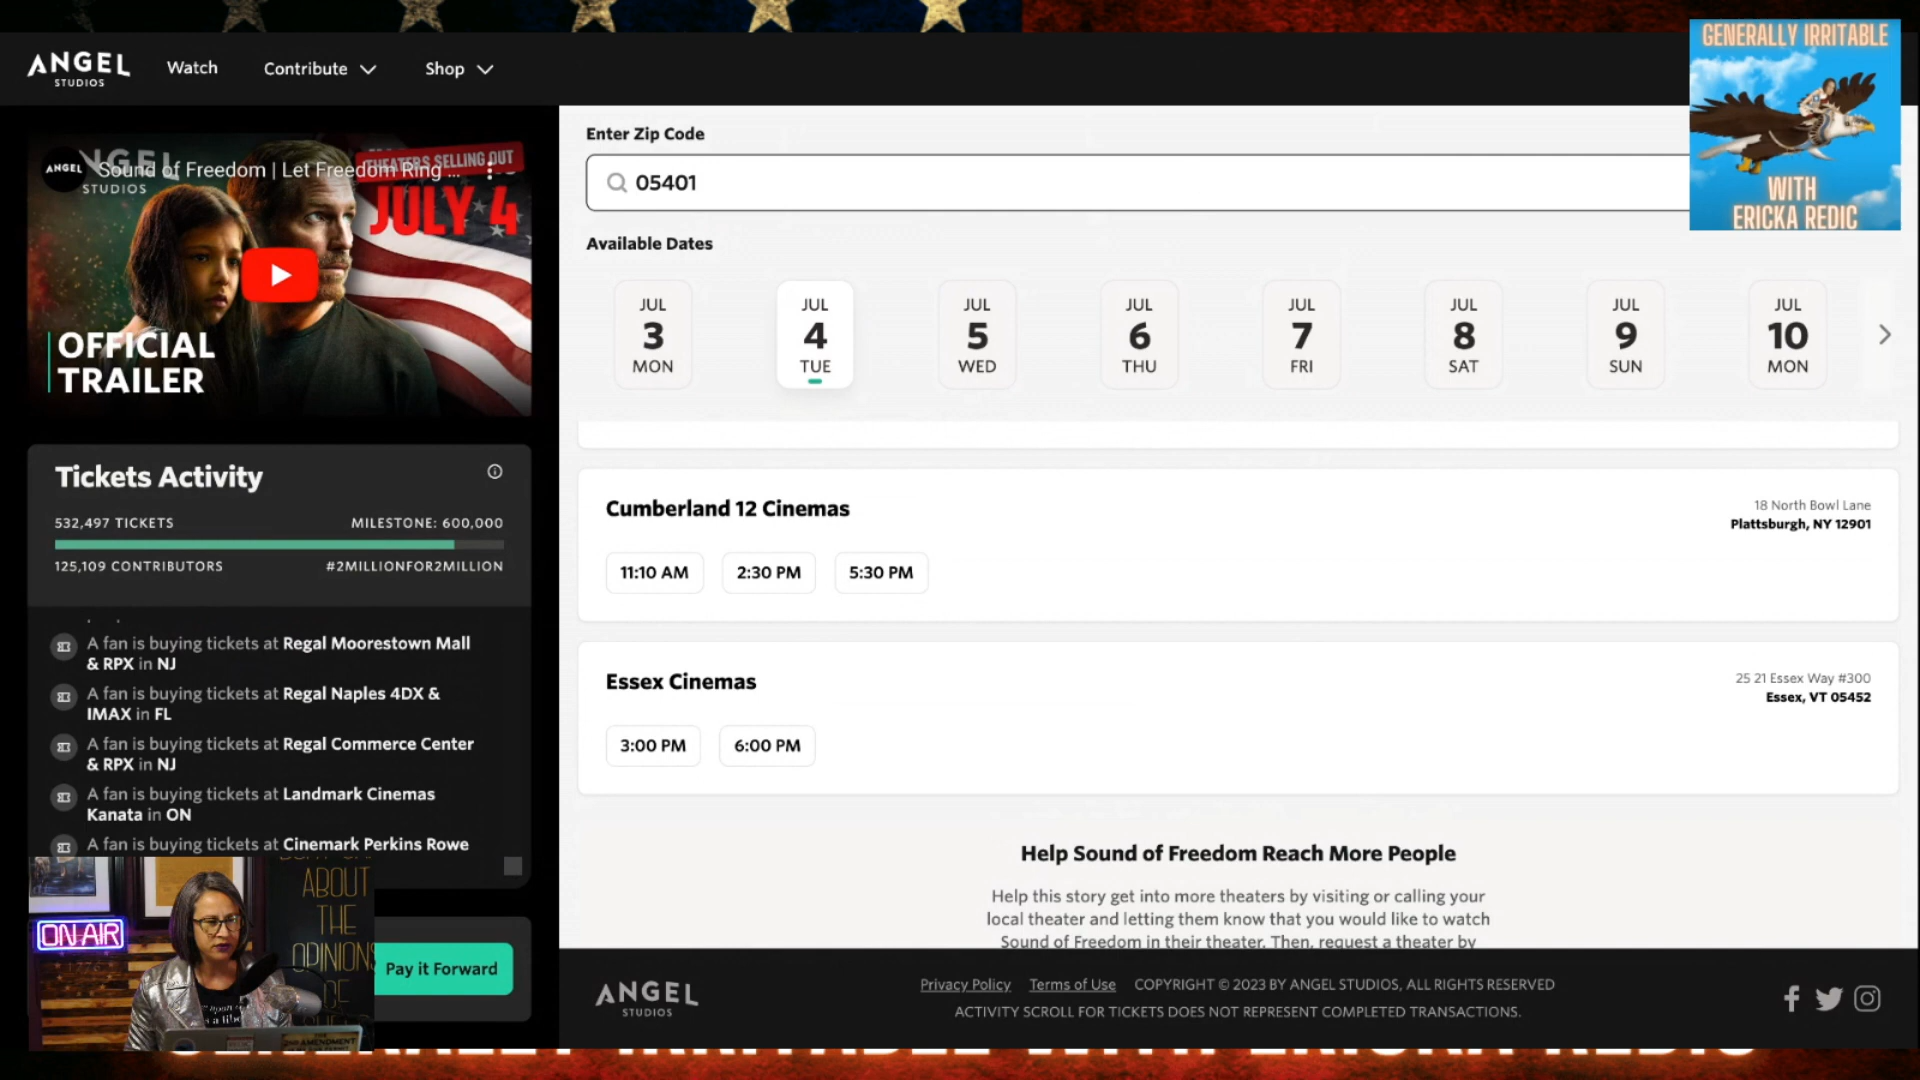 ANGEL
STUDIOS
Watch
Contribute
Shop
GENERALLY IRRITABLE
WITH
ERICKA REDIC
ANGEL
Sound of Freedom | Let Freedom Ring ...
STUDIOS
THEATERS SELLING OUT
JULY 4
OFFICIAL
TRAILER
Tickets Activity
532,497 TICKETS
MILESTONE: 600,000
125,109 CONTRIBUTORS
#2MILLIONFOR2MILLION
A fan is buying tickets at Regal Moorestown Mall
& RPX in NJ
A fan is buying tickets at Regal Naples 4DX &
IMAX in FL
A fan is buying tickets at Regal Commerce Center
& RPX in NJ
A fan is buying tickets at Landmark Cinemas
Kanata in ON
A fan is buying tickets at Cinemark Perkins Rowe
ABOUT
THE
OPINIONS
ON AIR
Pay it Forward
Enter Zip Code
05401
Available Dates
JUL
3
MON
JUL
4
TUE
JUL
5
WED
JUL
6
THU
JUL
7
FRI
JUL
8
SAT
JUL
9
SUN
JUL
10
MON
Cumberland 12 Cinemas
18 North Bowl Lane
Plattsburgh, NY 12901
11:10 AM
2:30 PM
5:30 PM
Essex Cinemas
25 21 Essex Way #300
Essex, VT 05452
3:00 PM
6:00 PM
Help Sound of Freedom Reach More People
Help this story get into more theaters by visiting or calling your
local theater and letting them know that you would like to watch
Sound of Freedom in their theater. Then, request a theater by
ANGEL
STUDIOS
Privacy Policy Terms of Use COPYRIGHT © 2023 BY ANGEL STUDIOS, ALL RIGHTS RESERVED
ACTIVITY SCROLL FOR TICKETS DOES NOT REPRESENT COMPLETED TRANSACTIONS.